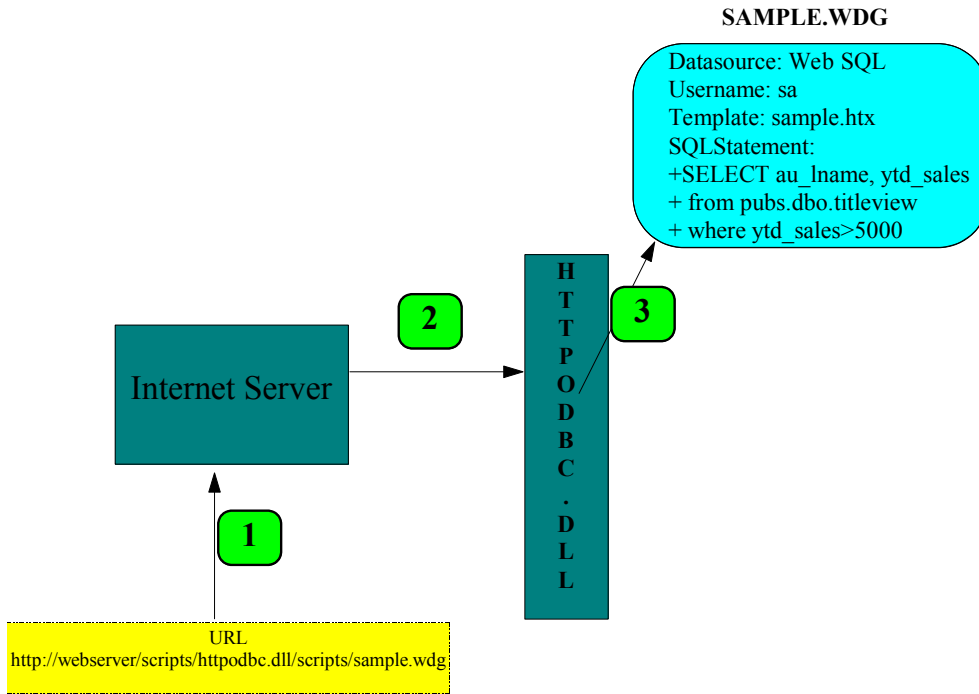 SAMPLE.WDG
Datasource: Web SQL
Username: sa
Template: sample.htx
SQLStatement:
+SELECT au_lname, ytd_sales
+ from pubs.dbo.titleview
+ where ytd_sales>5000
2
3
H
T
T
P
O
D
B
C
.
D
L
L
Internet Server
1
URL
http://webserver/scripts/httpodbc.dll/scripts/sample.wdg